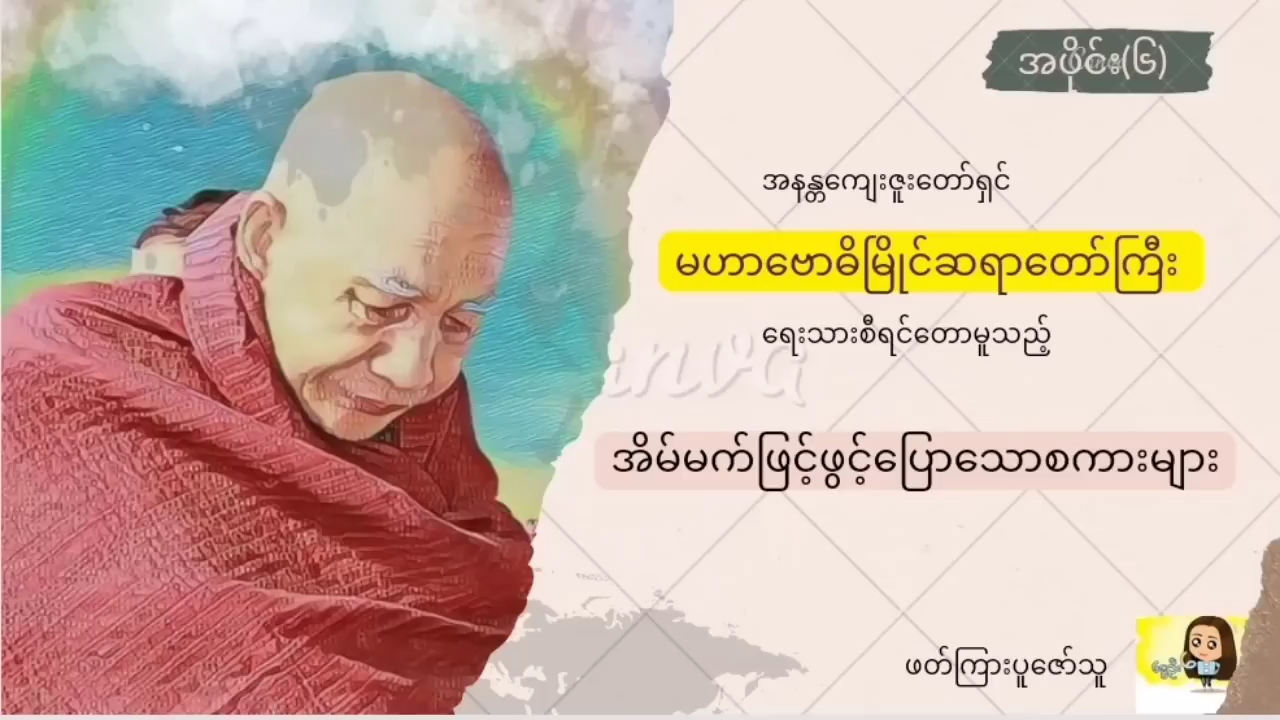 အပိုင်း(၆)
အနန္တကျေးဇူးတော်ရှင်
မဟာဗောဓိမြိုင်ဆရာတော်ကြီး
ရေးသားစီရင်တော်မူသည့်
အိမ်မက်ဖြင့်ဖွင့်ပြောသောစကားများ
ဖတ်ကြားပူဇော်သူ